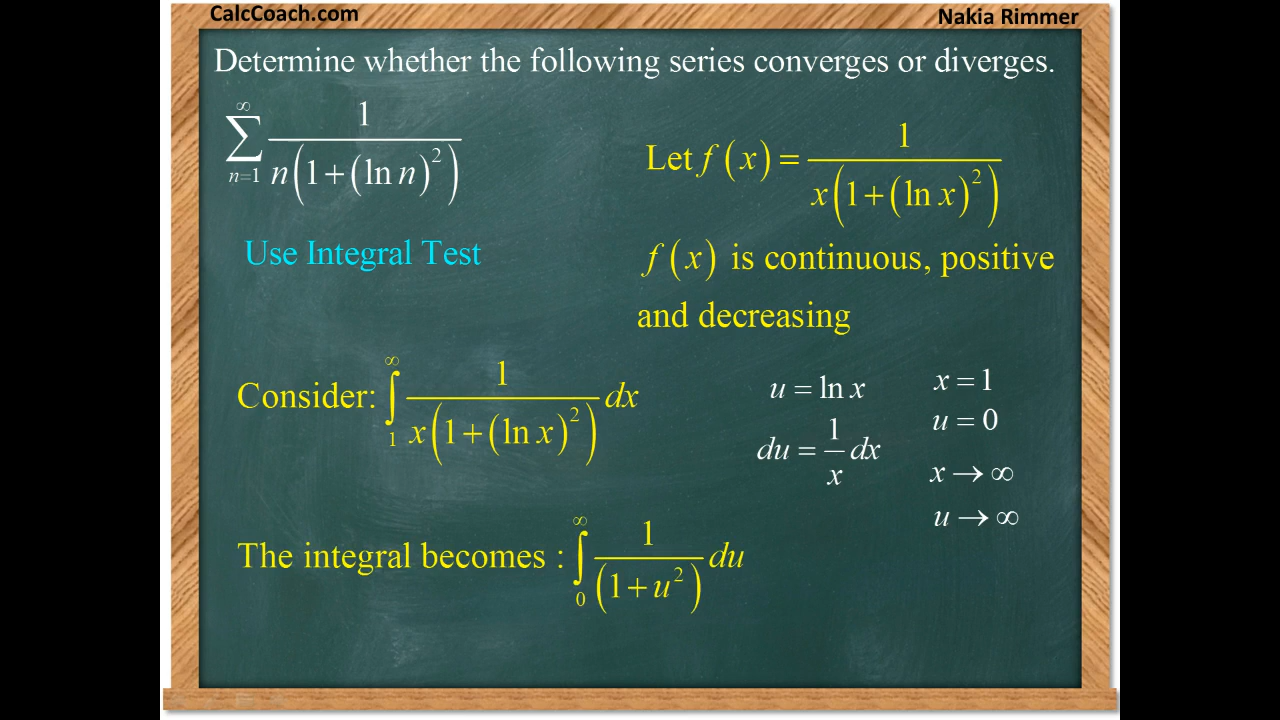 CalcCoach.com
Nakia Rimmer
Determine whether the following series converges or diverges.
∑_{n=1}^{∞} 1/(n(1+(ln n)^2))
Use Integral Test
Let f(x) = 1/(x(1+(ln x)^2))
f(x) is continuous, positive
and decreasing
Consider: ∫_{1}^{∞} 1/(x(1+(ln x)^2)) dx
u = ln x
du = 1/x dx
x = 1
u = 0
x → ∞
u → ∞
The integral becomes : ∫_{0}^{∞} 1/(1+u^2) du